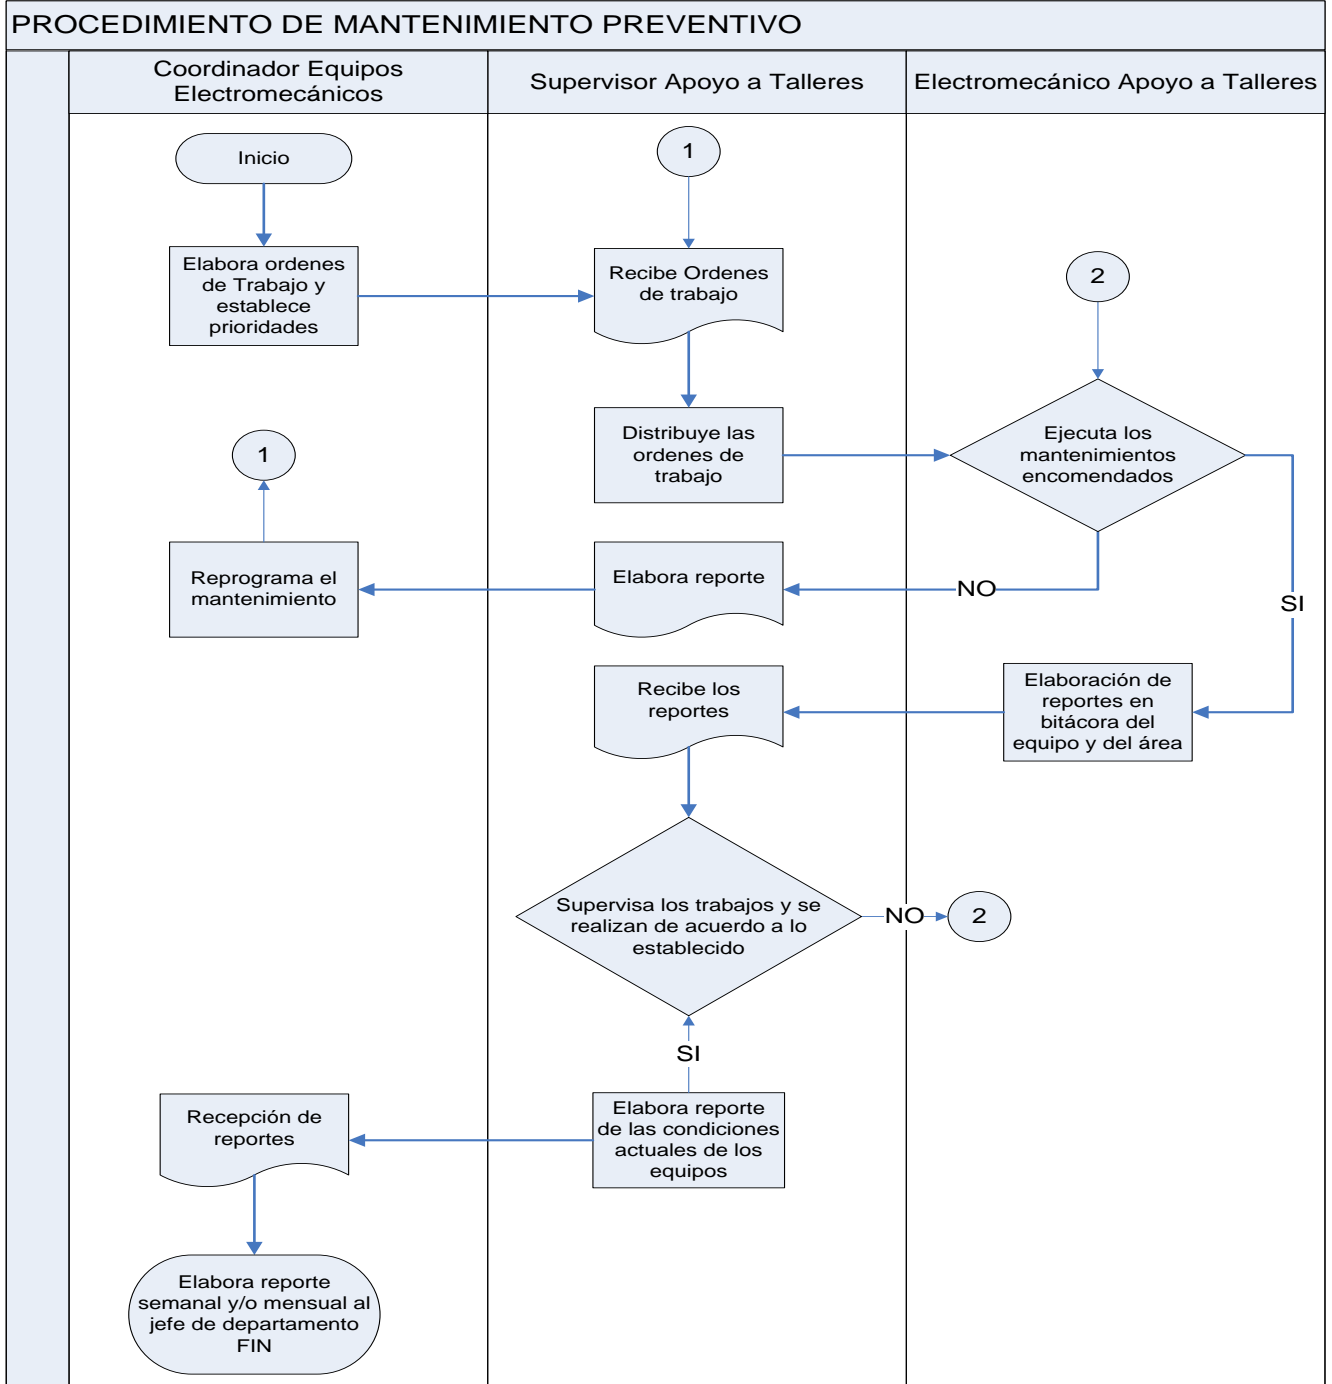 PROCEDIMIENTO DE MANTENIMIENTO PREVENTIVO
Coordinador Equipos
Electromecánicos
Supervisor Apoyo a Talleres
Electromecánico Apoyo a Talleres
Inicio
1
Elabora ordenes
de Trabajo y
establece
prioridades
Recibe Ordenes
de trabajo
2
1
Distribuye las
ordenes de
trabajo
Ejecuta los
mantenimientos
encomendados
Reprograma el
mantenimiento
Elabora reporte
NO
SI
Recibe los
reportes
Elaboración de
reportes en
bitácora del
equipo y del área
Supervisa los trabajos y se
realizan de acuerdo a lo
establecido
NO
2
SI
Recepción de
reportes
Elabora reporte
de las condiciones
actuales de los
equipos
Elabora reporte
semanal y/o mensual al
jefe de departamento
FIN